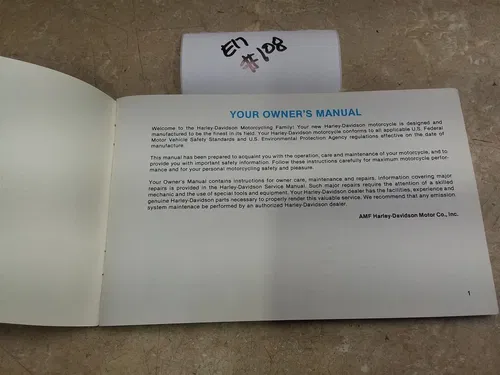 EM
#108
YOUR OWNER'S MANUAL
Welcome to the Harley-Davidson Motorcycling Family! Your new Harley-Davidson motorcycle is designed and
manufactured to be the finest in its field. Your Harley-Davidson motorcycle conforms to all applicable U.S. Federal
Motor Vehicle Safety Standards and U.S. Environmental Protection Agency regulations effective on the date of
manufacture.
This manual has been prepared to acquaint you with the operation, care and maintenance of your motorcycle, and to
provide you with important safety information. Follow these instructions carefully for maximum motorcycle perfor-
mance and for your personal motorcycling safety and pleasure.
Your Owner's Manual contains instructions for owner care, maintenance and repairs. Information covering major
repairs is provided in the Harley-Davidson Service Manual. Such major repairs require the attention of a skilled
mechanic and the use of special tools and equipment. Your Harley-Davidson dealer has the facilities, experience and
genuine Harley-Davidson parts necessary to properly render this valuable service. We recommend that any emission
system maintenace be performed by an authorized Harley-Davidson dealer.
AMF Harley-Davidson Motor Co., Inc.
1